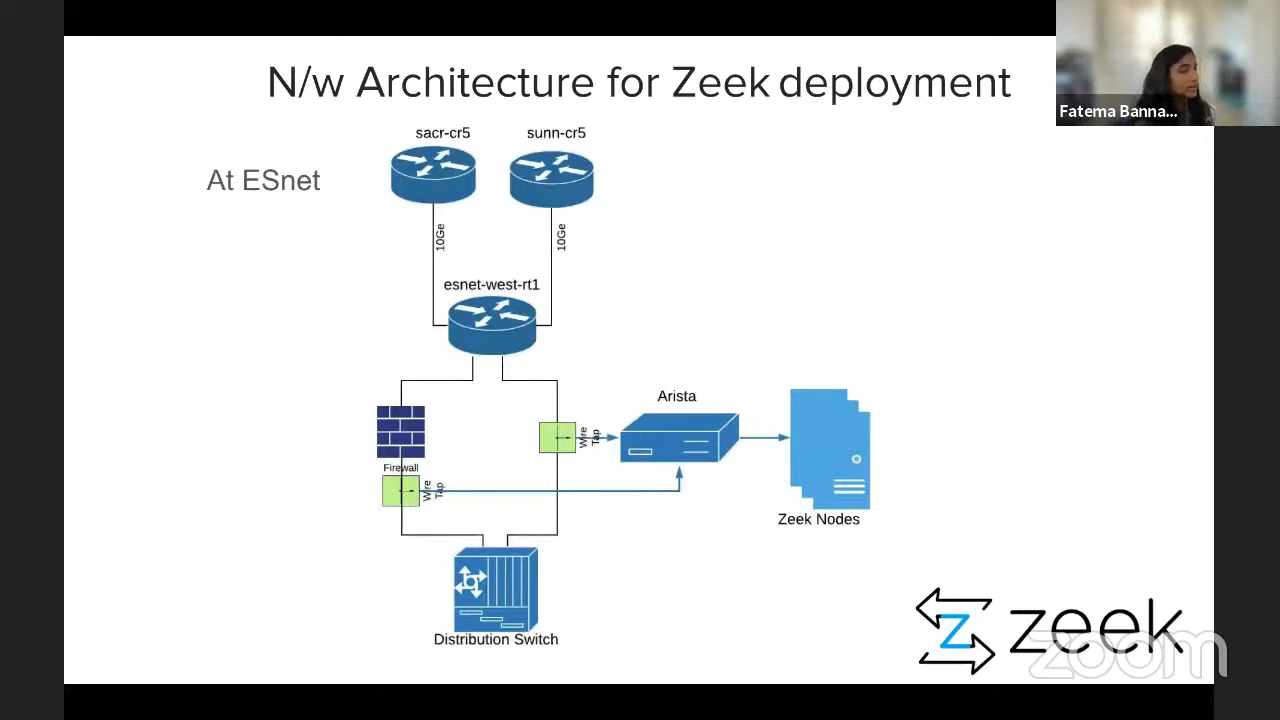 N/w Architecture for Zeek deployment
Fatema Banna...
At ESnet
sacr-cr5
sunn-cr5
10Ge
10Ge
esnet-west-rt1
Arista
Wire
Tap
Firewall
Wire
Tap
Zeek Nodes
Distribution Switch
z
zeek
zoom